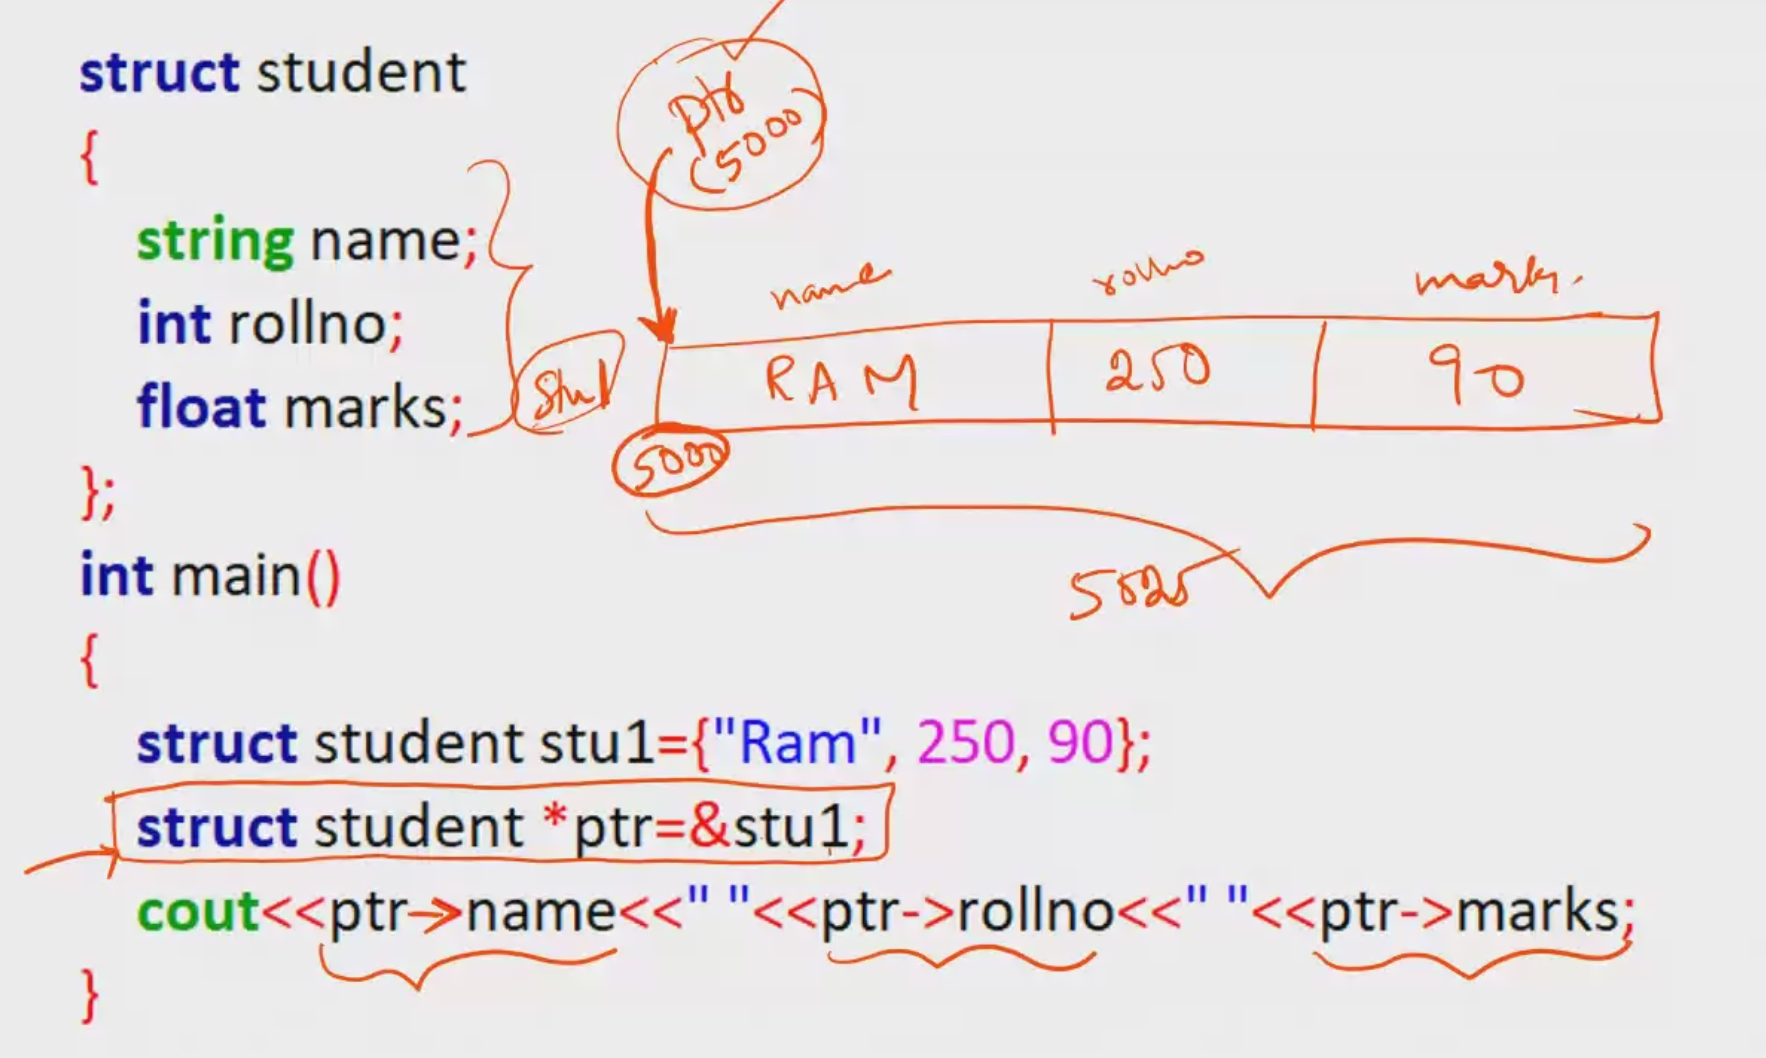 struct student
{
string name;
int rollno;
float marks;
};
int main()
{
struct student stu1={"Ram", 250, 90};
struct student *ptr=&stu1;
cout<<ptr->name<<" "<<ptr->rollno<<" "<<ptr->marks;
}
ptr
(5000)
name rollno marks.
Stu1 RAM 250 90
5000
5025